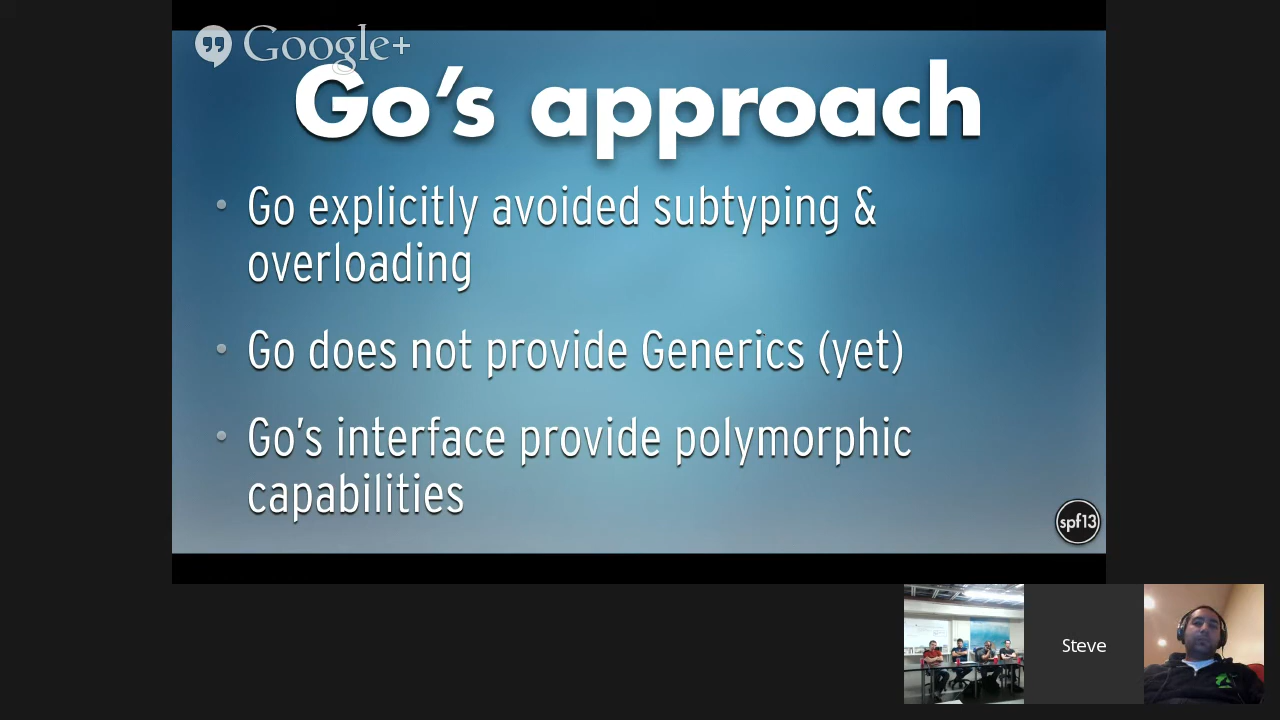 Google+
Go's approach
• Go explicitly avoided subtyping &
overloading
• Go does not provide Generics (yet)
• Go's interface provide polymorphic
capabilities
spf13
Steve